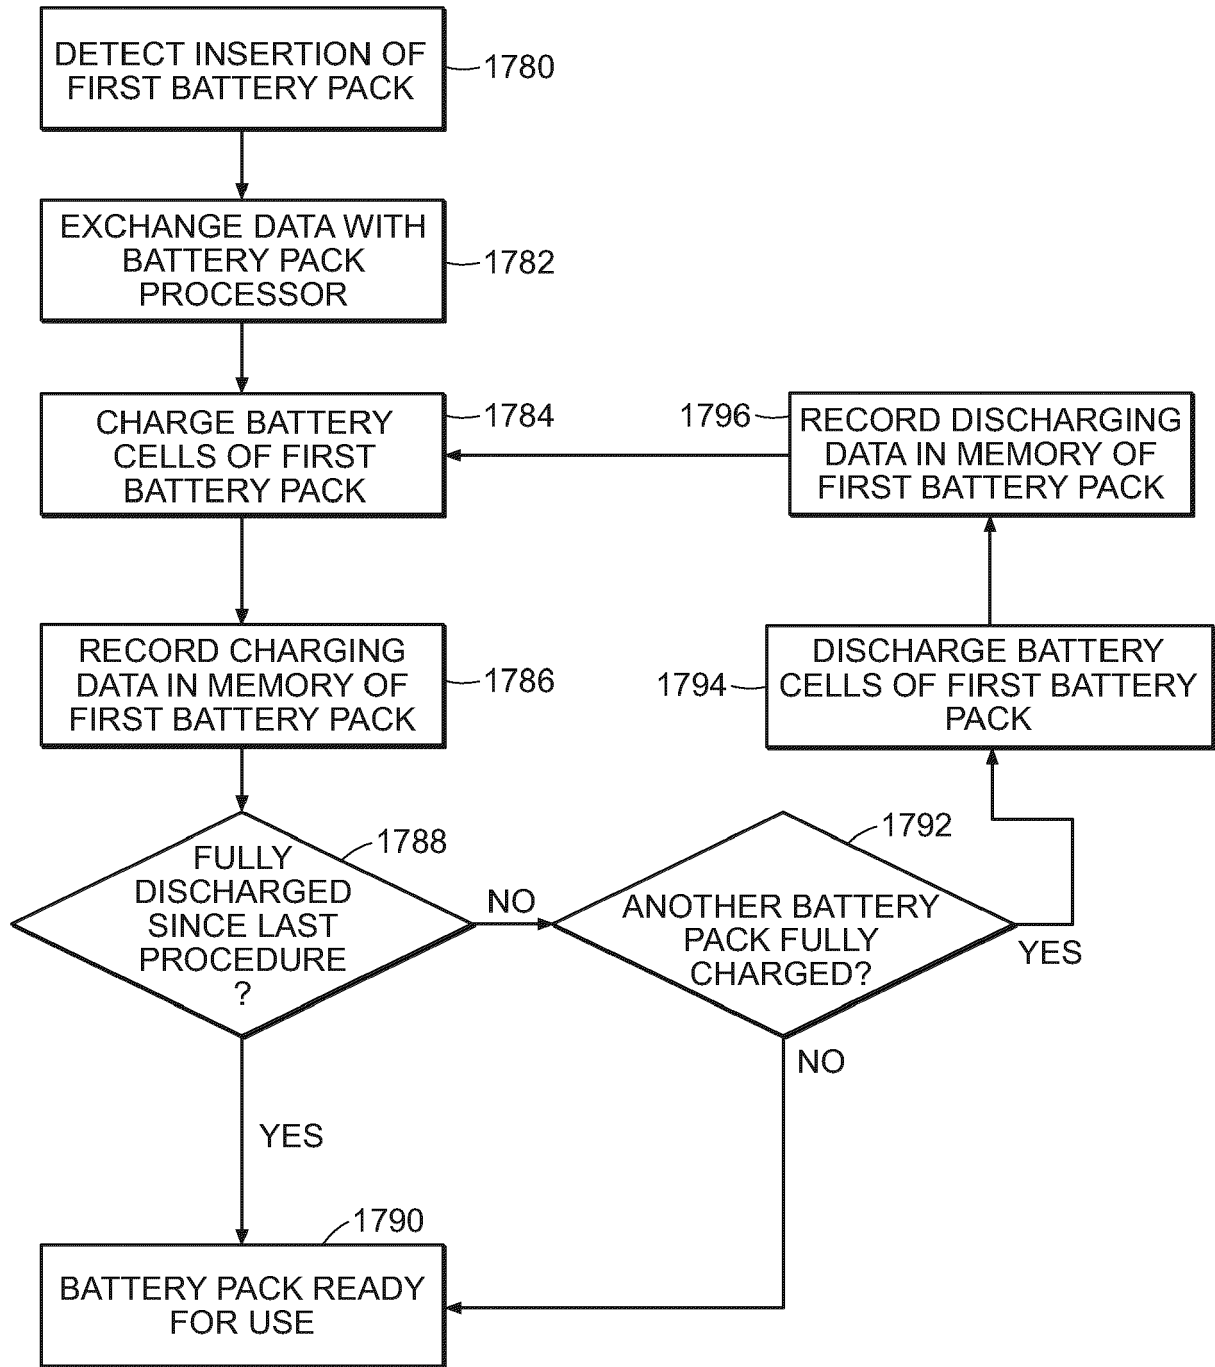 DETECT INSERTION OF
FIRST BATTERY PACK
1780
EXCHANGE DATA WITH
BATTERY PACK
PROCESSOR
1782
CHARGE BATTERY
CELLS OF FIRST
BATTERY PACK
1784
1796
RECORD DISCHARGING
DATA IN MEMORY OF
FIRST BATTERY PACK
RECORD CHARGING
DATA IN MEMORY OF
FIRST BATTERY PACK
1786
1794
DISCHARGE BATTERY
CELLS OF FIRST BATTERY
PACK
FULLY
DISCHARGED
SINCE LAST
PROCEDURE
?
1788
NO
1792
ANOTHER BATTERY
PACK FULLY
CHARGED?
YES
NO
YES
1790
BATTERY PACK READY
FOR USE